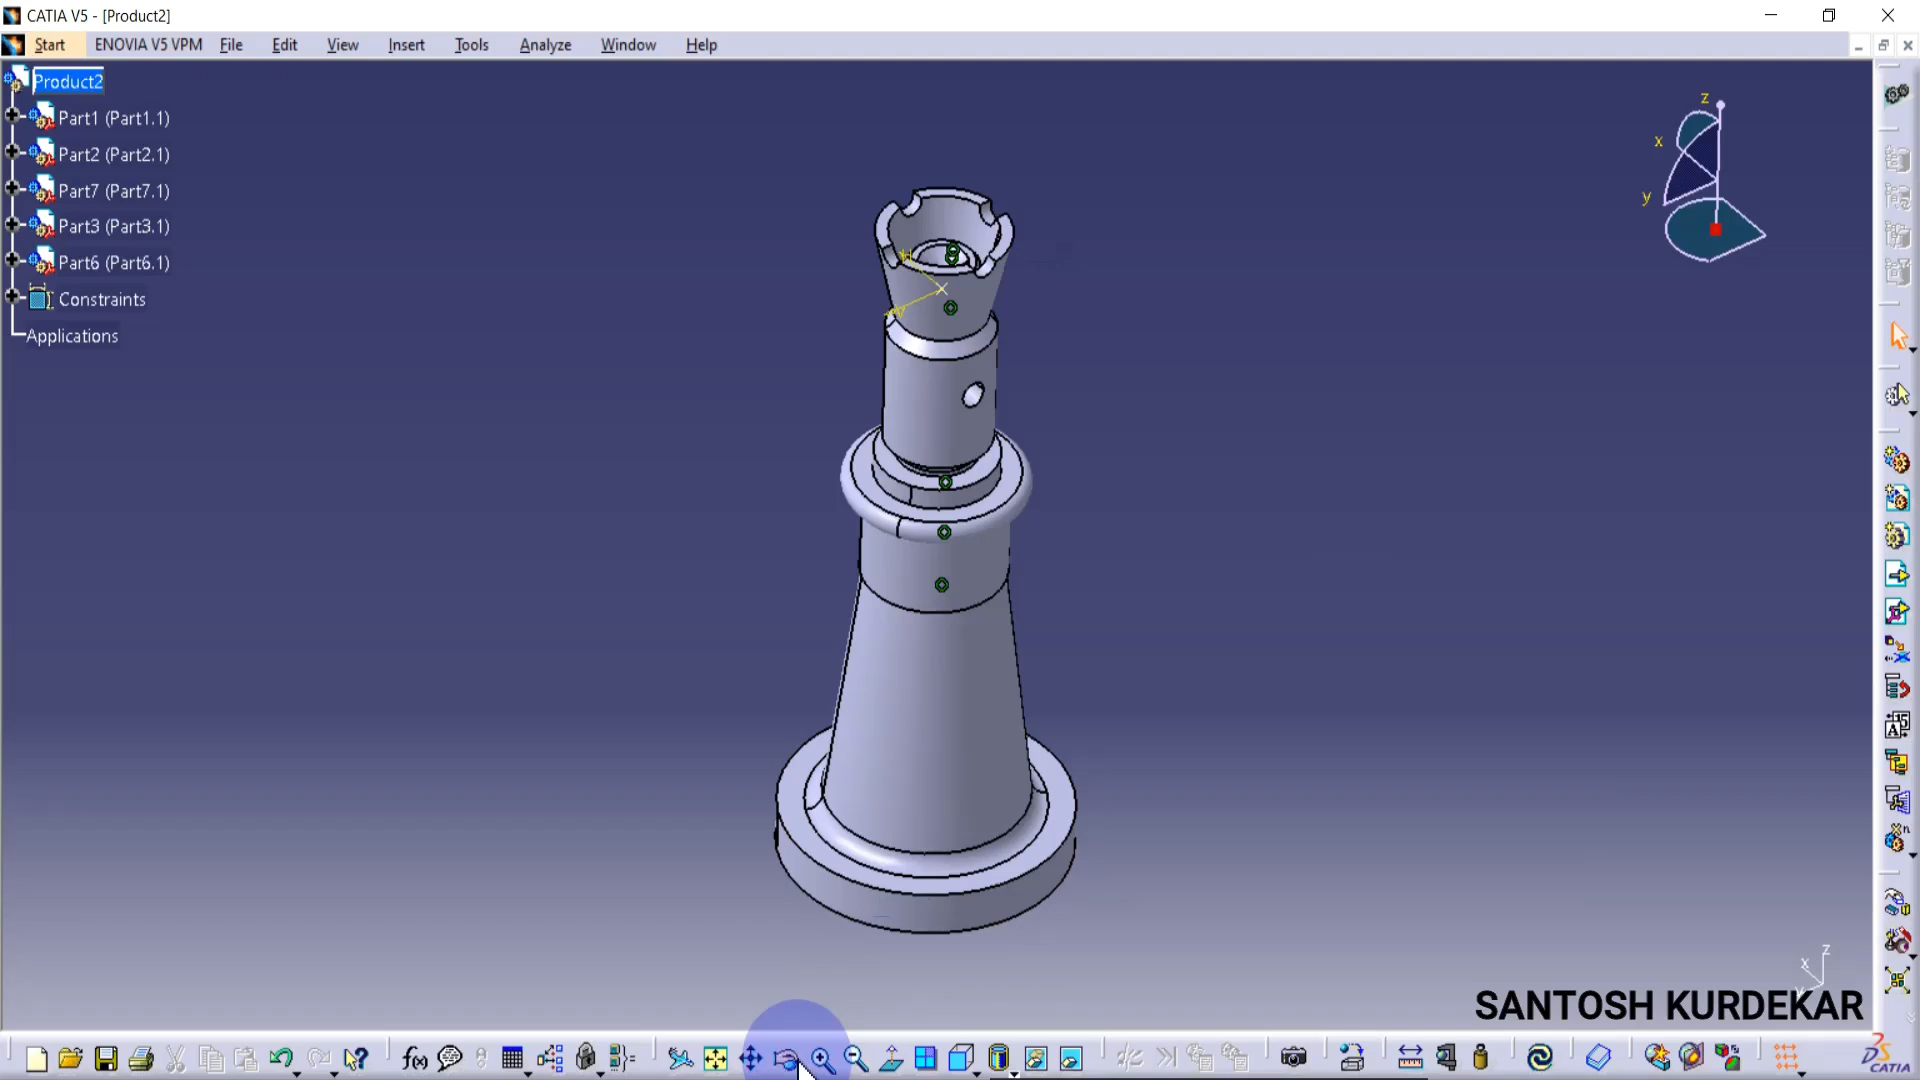 CATIA V5 - [Product2]
Start ENOVIA V5 VPM File Edit View Insert Tools Analyze Window Help
Product2
Part1 (Part1.1)
Part2 (Part2.1)
Part7 (Part7.1)
Part3 (Part3.1)
Part6 (Part6.1)
Constraints
Applications
z
x
y
z
x
SANTOSH KURDEKAR
f(x)
CATIA